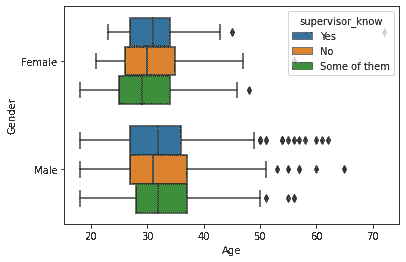 supervisor_know
Yes
No
Some of them
Female
Male
Gender
20
30
40
50
60
70
Age